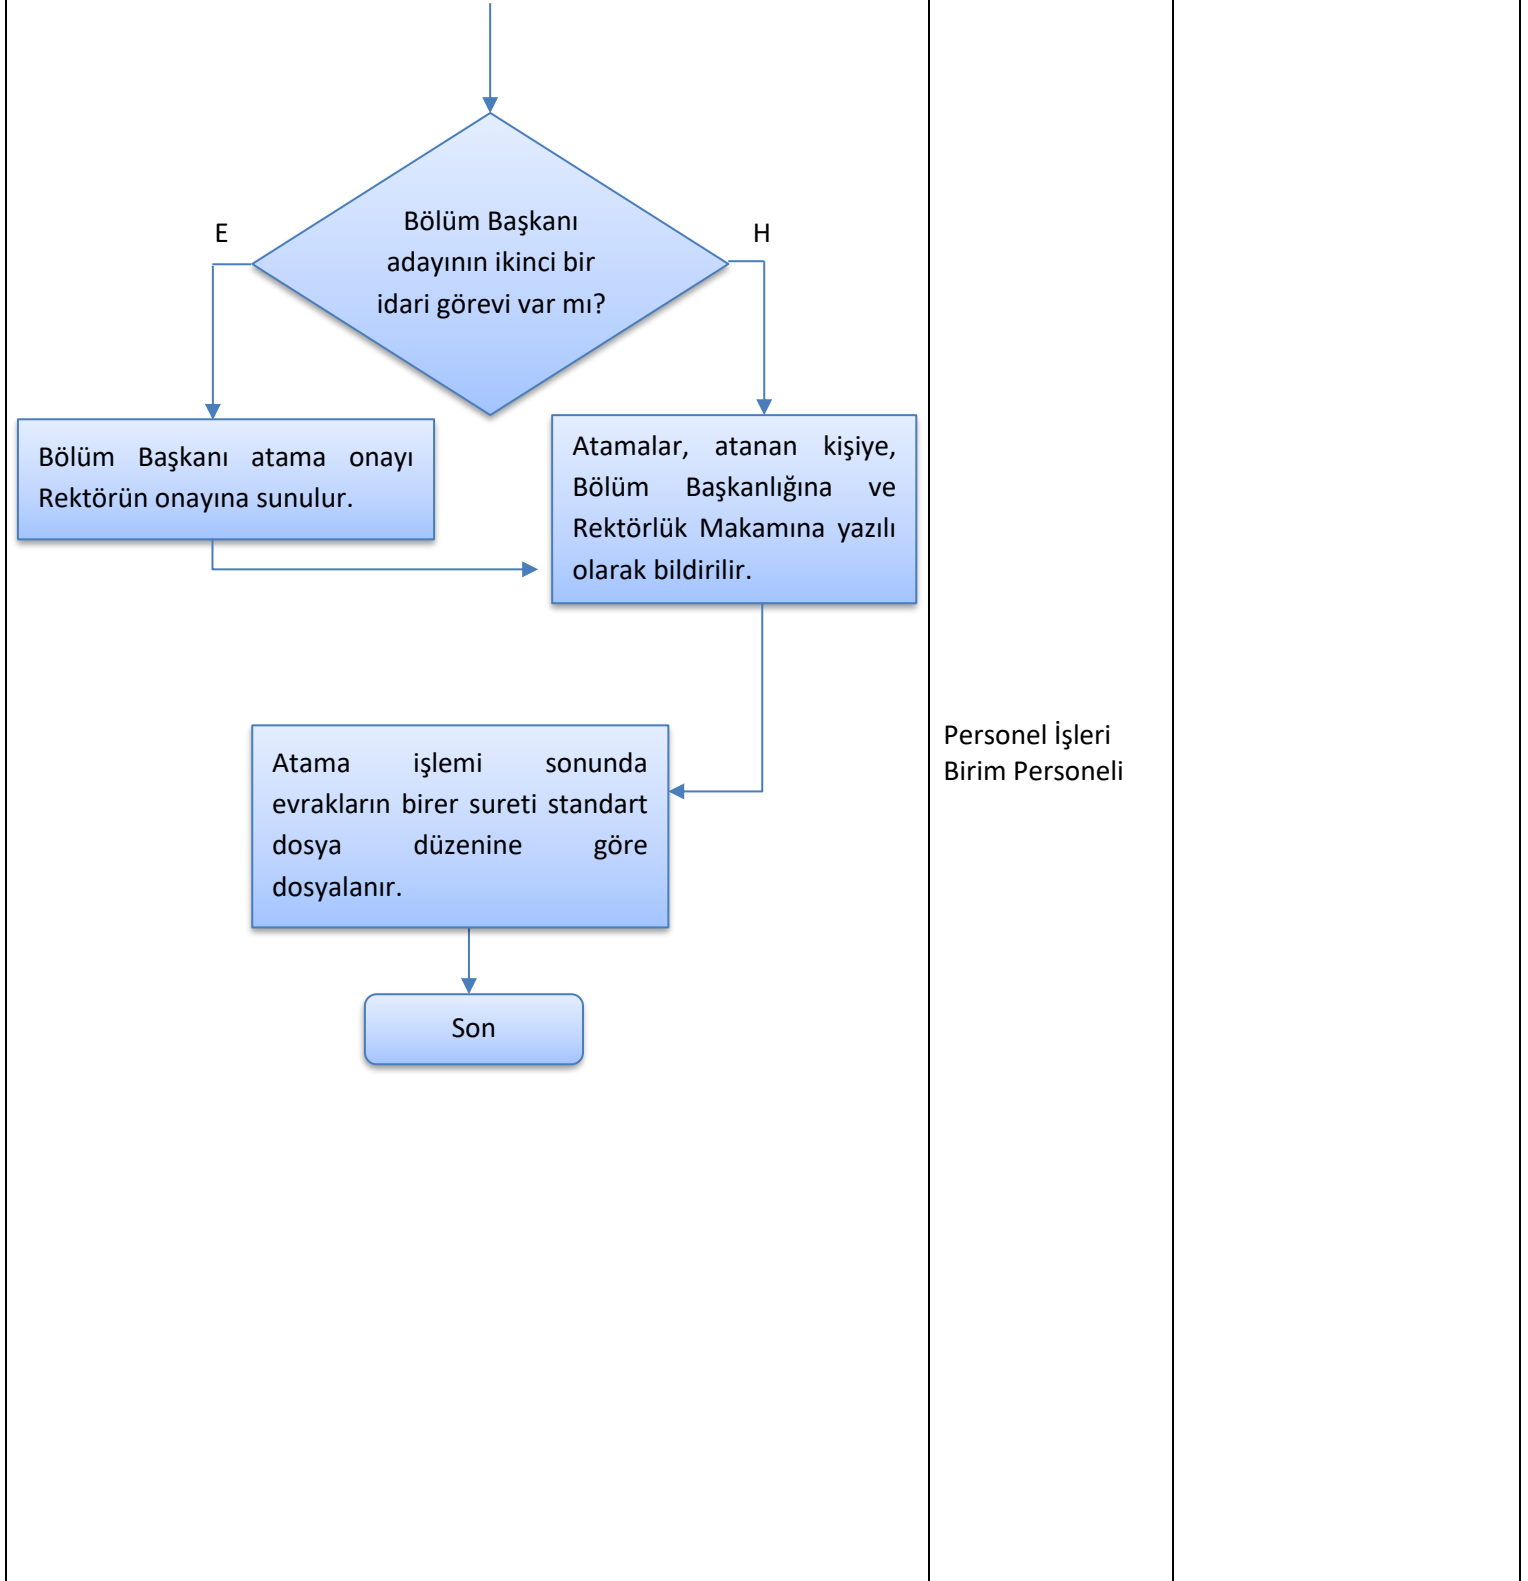 E
Bölüm Başkanı
adayının ikinci bir
idari görevi var mı?
H
Bölüm Başkanı atama onayı
Rektörün onayına sunulur.
Atamalar, atanan kişiye,
Bölüm Başkanlığına ve
Rektörlük Makamına yazılı
olarak bildirilir.
Atama işlemi sonunda
evrakların birer sureti standart
dosya düzenine göre
dosyalanır.
Personel İşleri
Birim Personeli
Son